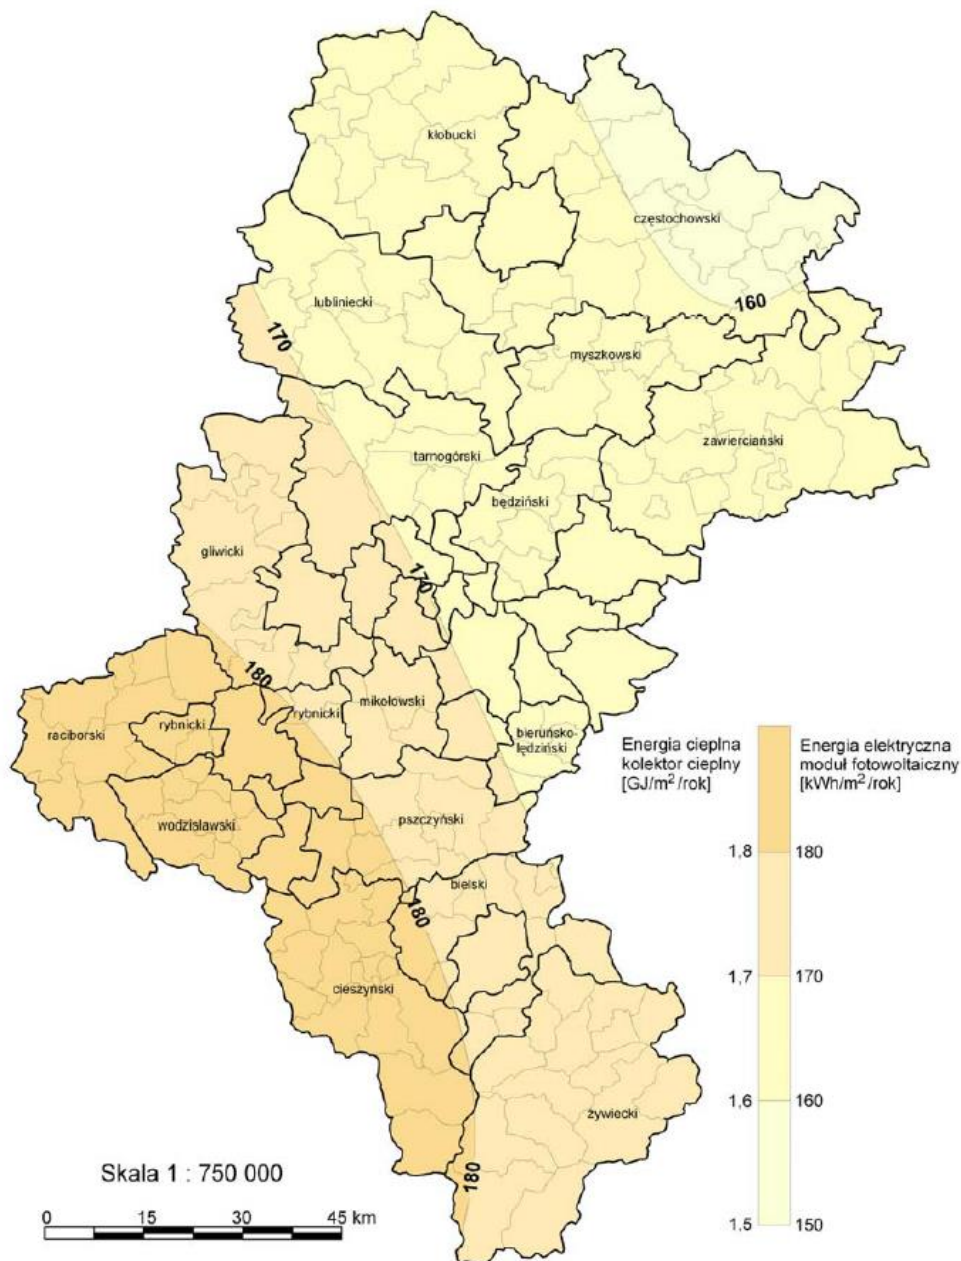 kłobucki
częstochowski
160
lubliniecki
170
myszkowski
zawierciański
tarnogórski
będziński
gliwicki
170
180
mikołowski
rybnicki
rybnicki
raciborski
bieruńsko-
lędziński
Energia cieplna
kolektor cieplny
[GJ/m²/rok]
Energia elektryczna
moduł fotowoltaiczny
[kWh/m²/rok]
wodzisławski
pszczyński
1,8
180
bielski
180
1,7
170
cieszyński
1,6
160
żywiecki
Skala 1 : 750 000
180
0
15
30
45 km
1,5
150